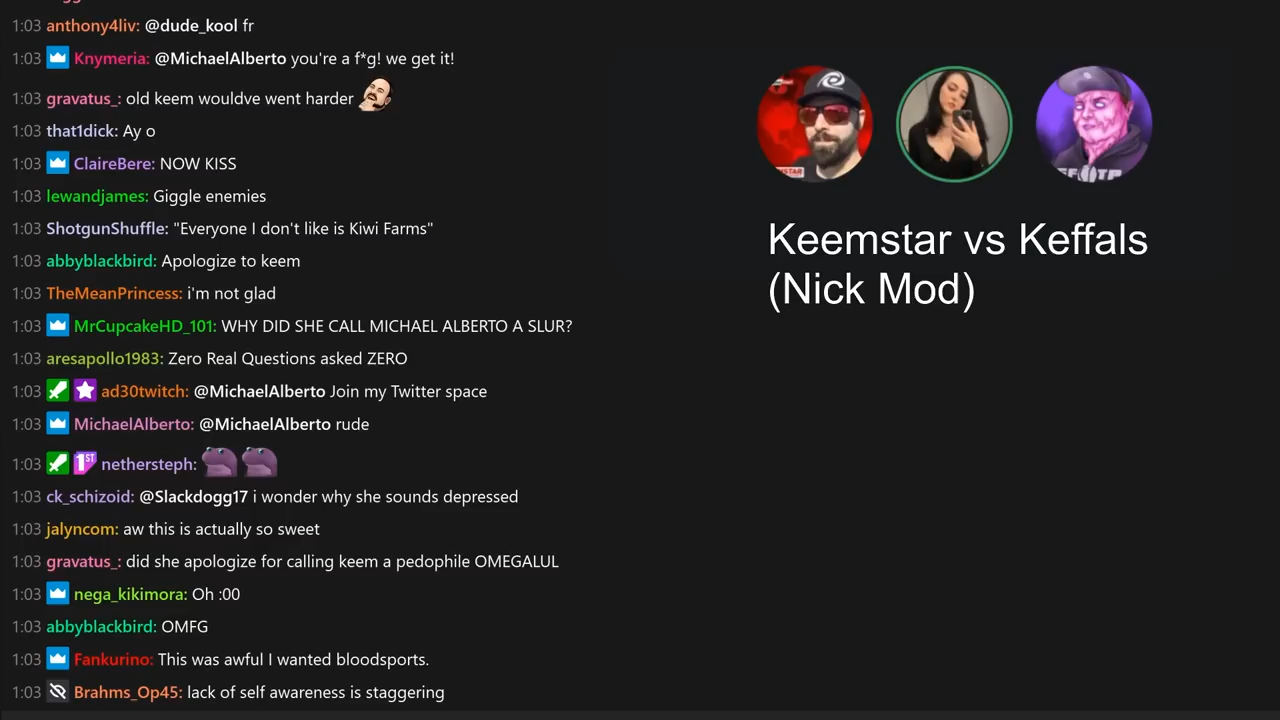 1:03 anthony4liv: @dude_kool fr
1:03 Knymeria: @MichaelAlberto you're a f*g! we get it!
1:03 gravatus_: old keem wouldve went harder
1:03 that1dick: Ay o
1:03 ClaireBere: NOW KISS
1:03 lewandjames: Giggle enemies
1:03 ShotgunShuffle: "Everyone I don't like is Kiwi Farms"
1:03 abbyblackbird: Apologize to keem
1:03 TheMeanPrincess: i'm not glad
1:03 MrCupcakeHD_101: WHY DID SHE CALL MICHAEL ALBERTO A SLUR?
1:03 aresapollo1983: Zero Real Questions asked ZERO
1:03 ad30twitch: @MichaelAlberto Join my Twitter space
1:03 MichaelAlberto: @MichaelAlberto rude
1:03 1ST nethersteph:
1:03 ck_schizoid: @Slackdogg17 i wonder why she sounds depressed
1:03 jalyncom: aw this is actually so sweet
1:03 gravatus_: did she apologize for calling keem a pedophile OMEGALUL
1:03 nega_kikimora: Oh :00
1:03 abbyblackbird: OMFG
1:03 Fankurino: This was awful I wanted bloodsports.
1:03 Brahms_Op45: lack of self awareness is staggering
Keemstar vs Keffals
(Nick Mod)